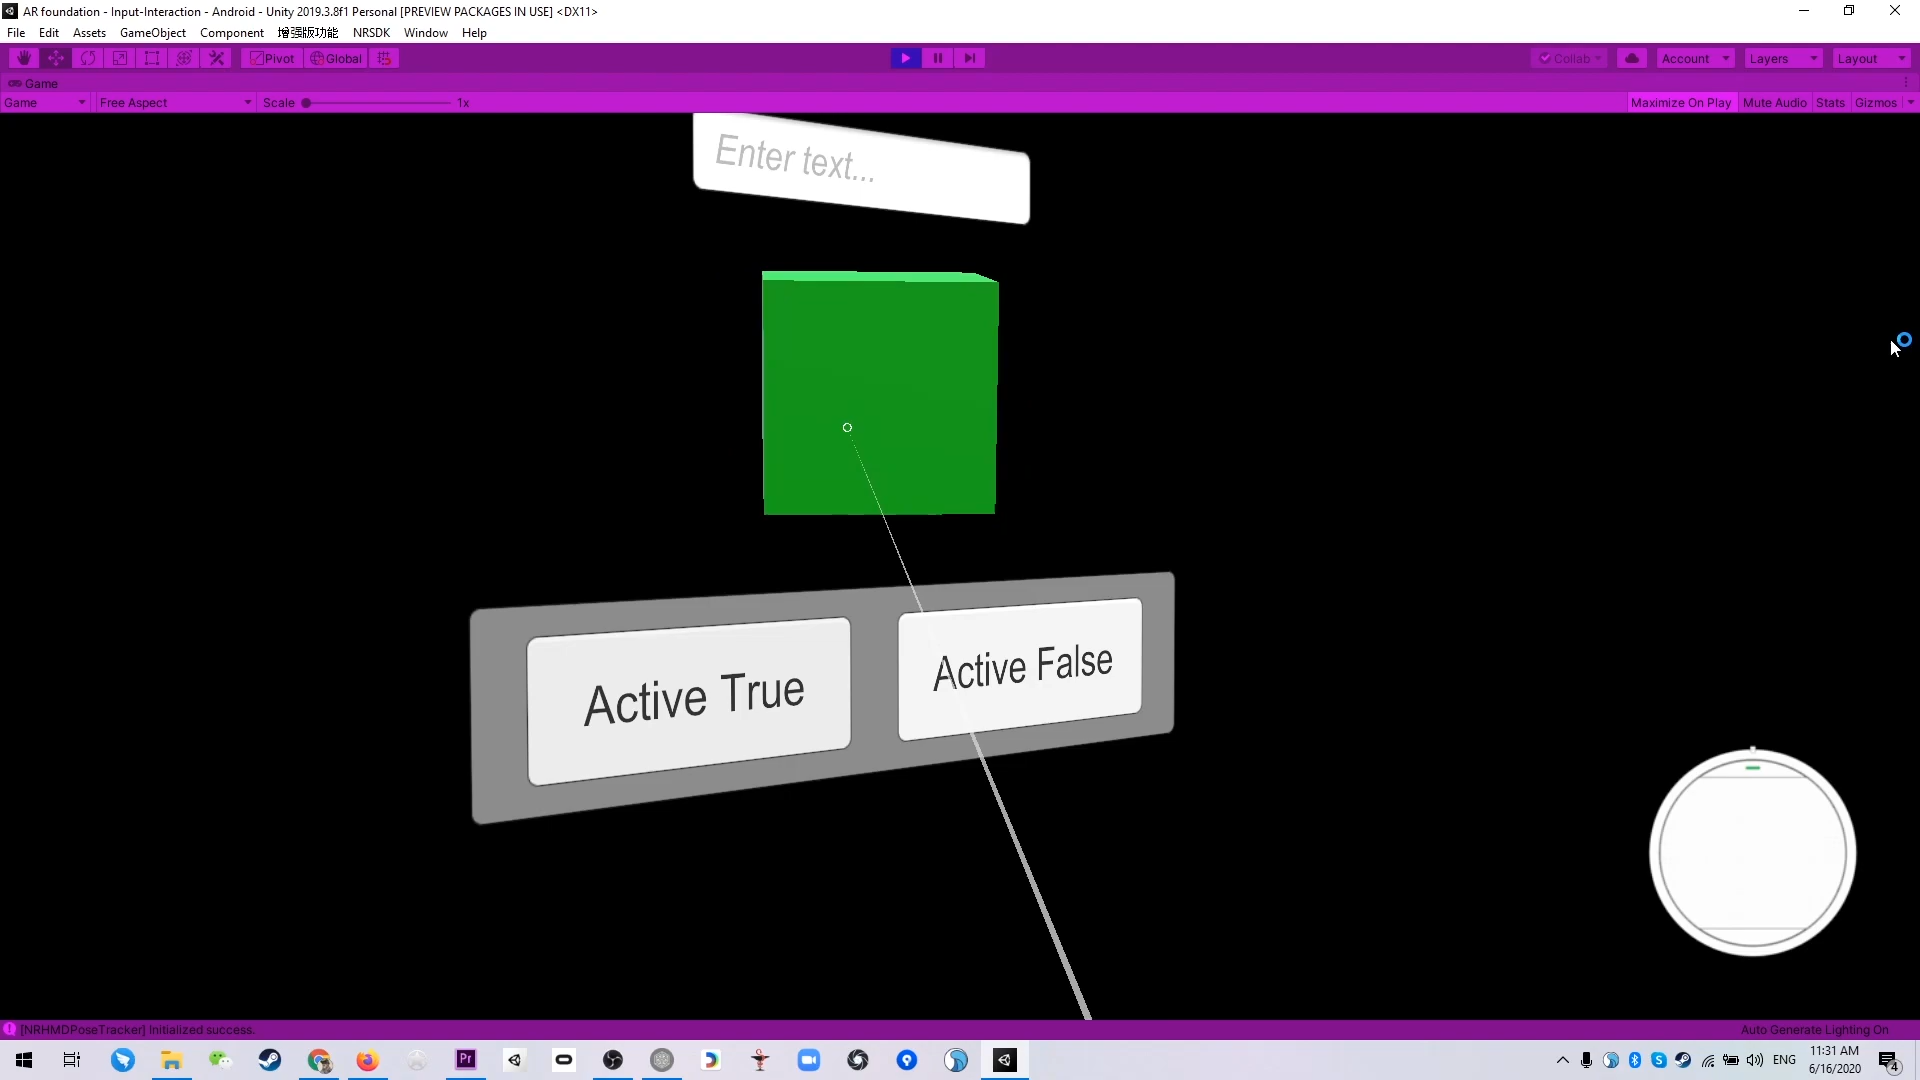 AR foundation - Input-Interaction - Android - Unity 2019.3.8f1 Personal [PREVIEW PACKAGES IN USE] <DX11>
File Edit Assets GameObject Component 增强版功能 NRSDK Window Help
Pivot Global Collab Account Layers Layout
Game
Game Free Aspect Scale 1x Maximize On Play Mute Audio Stats Gizmos
Enter text...
Active True
Active False
[NRHMDPoseTracker] Initialized success.
Auto Generate Lighting On
Pr
ENG
11:31 AM
6/16/2020
4